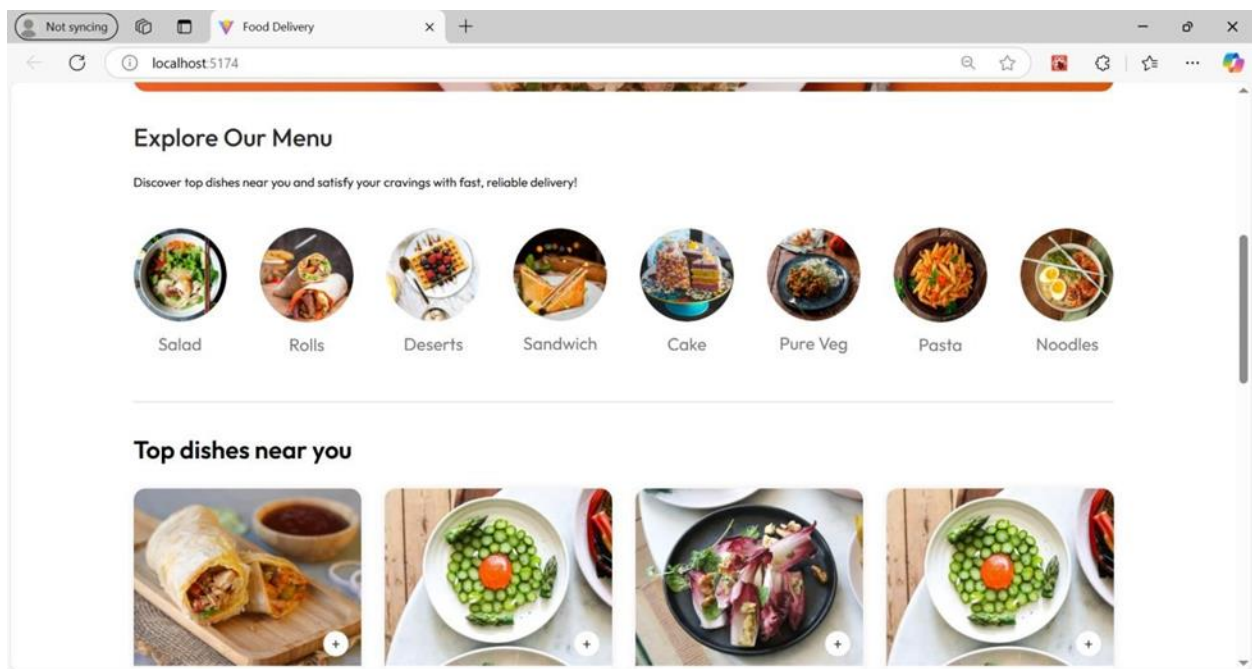 Not syncing
Food Delivery
localhost:5174
Explore Our Menu
Discover top dishes near you and satisfy your cravings with fast, reliable delivery!
Salad Rolls Deserts Sandwich Cake Pure Veg Pasta Noodles
Top dishes near you